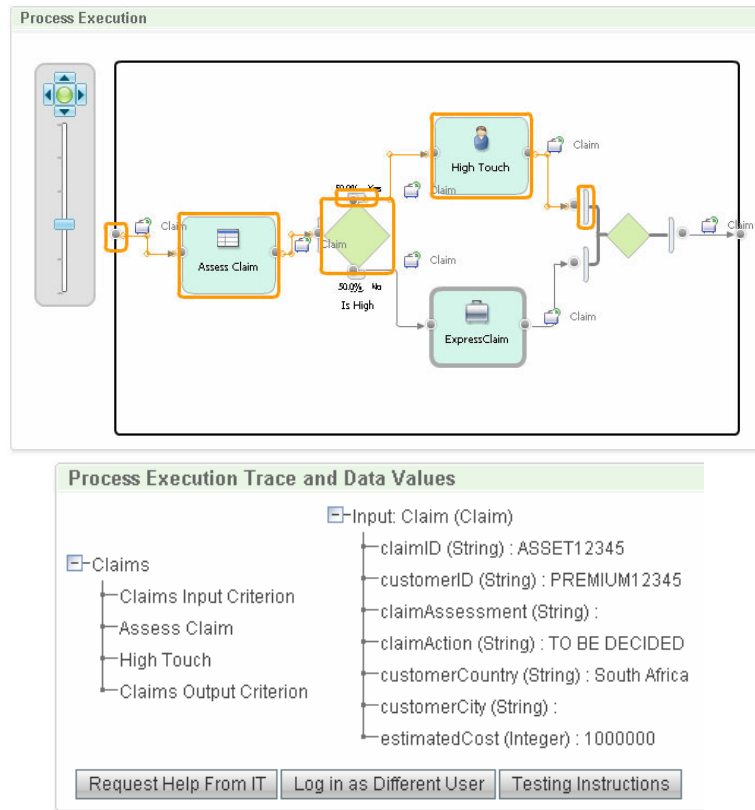 Process Execution
High Touch
Claim
50.0% Yes
Claim
Claim
Assess Claim
Claim
Claim
Claim
50.0% No
Is High
ExpressClaim
Claim
Process Execution Trace and Data Values
Claims
Claims Input Criterion
Assess Claim
High Touch
Claims Output Criterion
Input: Claim (Claim)
claimID (String) : ASSET12345
customerID (String) : PREMIUM12345
claimAssessment (String) :
claimAction (String) : TO BE DECIDED
customerCountry (String) : South Africa
customerCity (String) :
estimatedCost (Integer) : 1000000
Request Help From IT
Log in as Different User
Testing Instructions